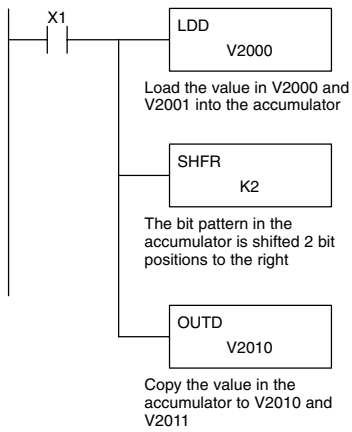 X1
LDD
V2000
Load the value in V2000 and
V2001 into the accumulator
SHFR
K2
The bit pattern in the
accumulator is shifted 2 bit
positions to the right
OUTD
V2010
Copy the value in the
accumulator to V2010 and
V2011